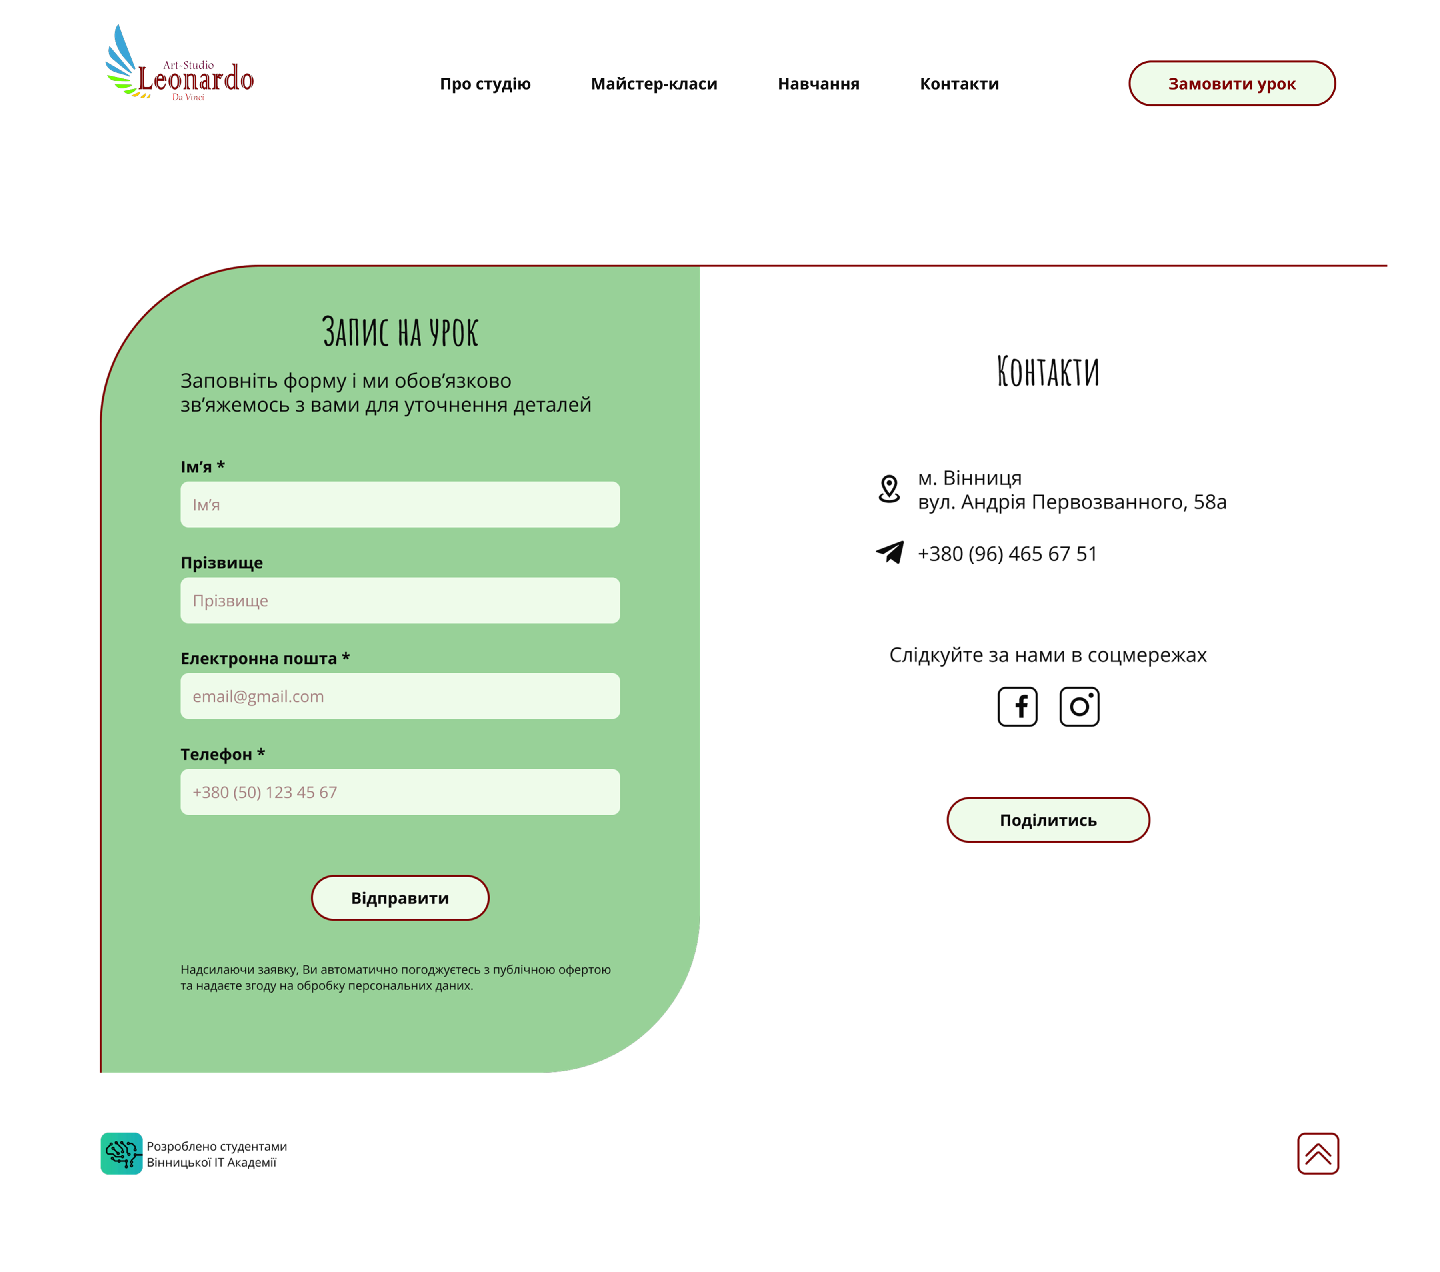 Art-Studio
Leonardo
Da Vinci
Про студію
Майстер-класи
Навчання
Контакти
Замовити урок
Запис на урок
Заповніть форму і ми обов‘язково
зв‘яжемось з вами для уточнення деталей
Ім’я *
Ім’я
Прізвище
Прізвище
Електронна пошта *
email@gmail.com
Телефон *
+380 (50) 123 45 67
Відправити
Надсилаючи заявку, Ви автоматично погоджуєтесь з публічною офертою
та надаєте згоду на обробку персональних даних.
Контакти
м. Вінниця
вул. Андрія Первозванного, 58а
+380 (96) 465 67 51
Слідкуйте за нами в соцмережах
Поділитись
Розроблено студентами
Вінницької ІТ Академії